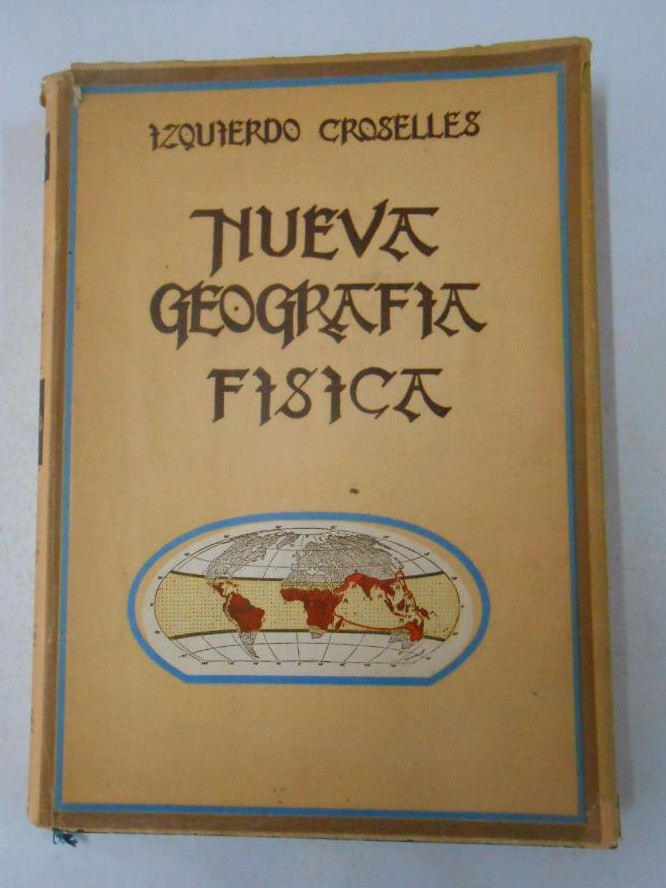 IZQUIERDO CROSELLES
NUEVA
GEOGRAFIA
FISICA